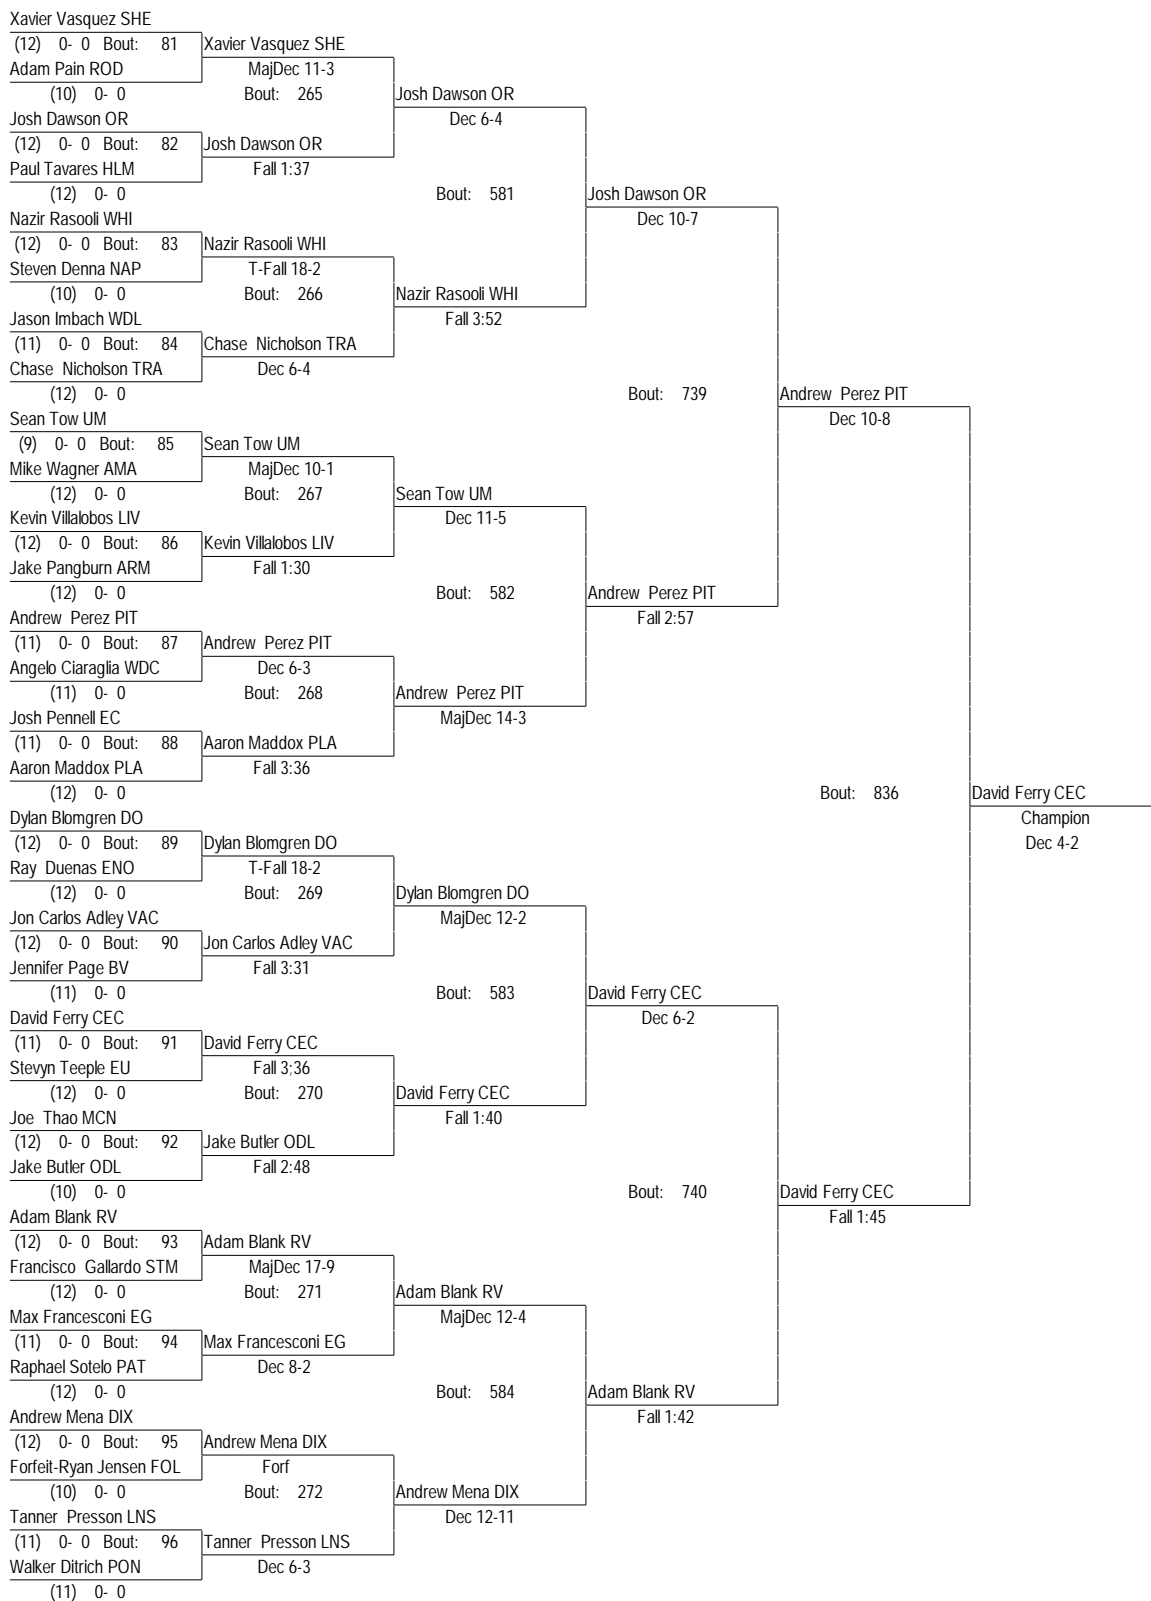 Xavier Vasquez SHE
(12) 0- 0 Bout: 81 Xavier Vasquez SHE
Adam Pain ROD MajDec 11-3
(10) 0- 0 Bout: 265 Josh Dawson OR
Josh Dawson OR Dec 6-4
(12) 0- 0 Bout: 82 Josh Dawson OR
Paul Tavares HLM Fall 1:37
(12) 0- 0 Bout: 581 Josh Dawson OR
Nazir Rasooli WHI Dec 10-7
(12) 0- 0 Bout: 83 Nazir Rasooli WHI
Steven Denna NAP T-Fall 18-2
(10) 0- 0 Bout: 266 Nazir Rasooli WHI
Jason Imbach WDL Fall 3:52
(11) 0- 0 Bout: 84 Chase Nicholson TRA
Chase Nicholson TRA Dec 6-4
(12) 0- 0 Bout: 739 Andrew Perez PIT
Sean Tow UM Dec 10-8
(9) 0- 0 Bout: 85 Sean Tow UM
Mike Wagner AMA MajDec 10-1
(12) 0- 0 Bout: 267 Sean Tow UM
Kevin Villalobos LIV Dec 11-5
(12) 0- 0 Bout: 86 Kevin Villalobos LIV
Jake Pangburn ARM Fall 1:30
(12) 0- 0 Bout: 582 Andrew Perez PIT
Andrew Perez PIT Fall 2:57
(11) 0- 0 Bout: 87 Andrew Perez PIT
Angelo Ciaraglia WDC Dec 6-3
(11) 0- 0 Bout: 268 Andrew Perez PIT
Josh Pennell EC MajDec 14-3
(11) 0- 0 Bout: 88 Aaron Maddox PLA
Aaron Maddox PLA Fall 3:36
(12) 0- 0 Bout: 836 David Ferry CEC
Dylan Blomgren DO Champion
(12) 0- 0 Bout: 89 Dylan Blomgren DO Dec 4-2
Ray Duenas ENO T-Fall 18-2
(12) 0- 0 Bout: 269 Dylan Blomgren DO
Jon Carlos Adley VAC MajDec 12-2
(12) 0- 0 Bout: 90 Jon Carlos Adley VAC
Jennifer Page BV Fall 3:31
(11) 0- 0 Bout: 583 David Ferry CEC
David Ferry CEC Dec 6-2
(11) 0- 0 Bout: 91 David Ferry CEC
Stevyn Teeple EU Fall 3;36
(12) 0- 0 Bout: 270 David Ferry CEC
Joe Thao MCN Fall 1:40
(12) 0- 0 Bout: 92 Jake Butler ODL
Jake Butler ODL Fall 2:48
(10) 0- 0 Bout: 740 David Ferry CEC
Adam Blank RV Fall 1:45
(12) 0- 0 Bout: 93 Adam Blank RV
Francisco Gallardo STM MajDec 17-9
(12) 0- 0 Bout: 271 Adam Blank RV
Max Francesconi EG MajDec 12-4
(11) 0- 0 Bout: 94 Max Francesconi EG
Raphael Sotelo PAT Dec 8-2
(12) 0- 0 Bout: 584 Adam Blank RV
Andrew Mena DIX Fall 1:42
(12) 0- 0 Bout: 95 Andrew Mena DIX
Forfeit-Ryan Jensen FOL Forf
(10) 0- 0 Bout: 272 Andrew Mena DIX
Tanner Presson LNS Dec 12-11
(11) 0- 0 Bout: 96 Tanner Presson LNS
Walker Ditrich PON Dec 6-3
(11) 0- 0